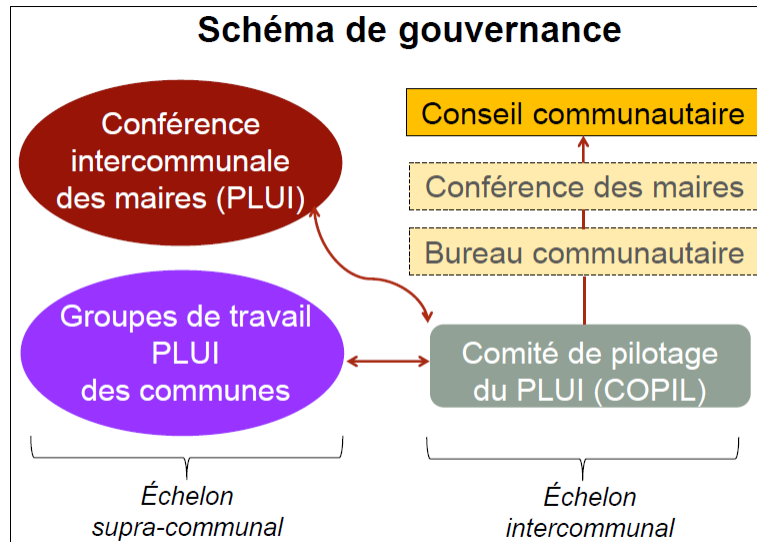 Schéma de gouvernance
Conférence
intercommunale
des maires (PLUI)
Groupes de travail
PLUI
des communes
Échelon
supra-communal
Conseil communautaire
Conférence des maires
Bureau communautaire
Comité de pilotage
du PLUI (COPIL)
Échelon
intercommunal